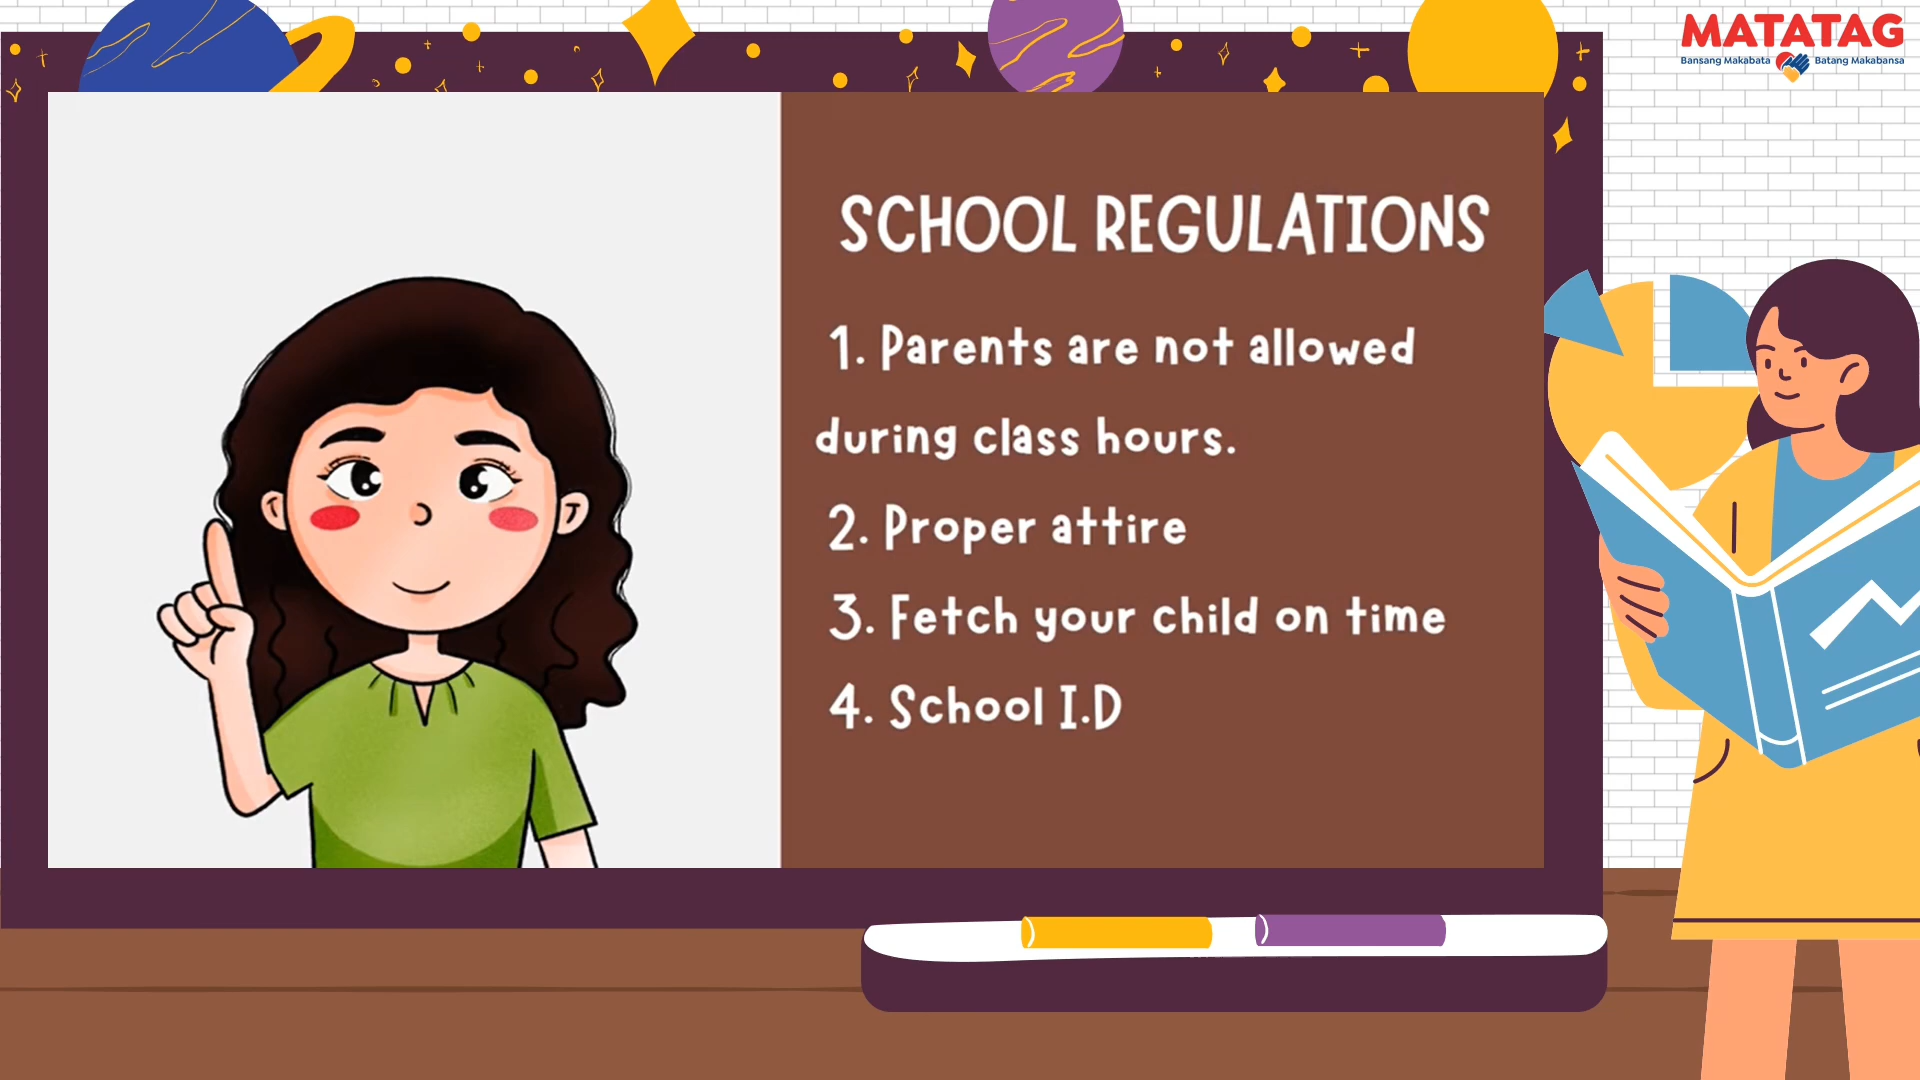 MATATAG
Bansang Makabata Batang Makabansa
SCHOOL REGULATIONS
1. Parents are not allowed
during class hours.
2. Proper attire
3. Fetch your child on time
4. School I.D